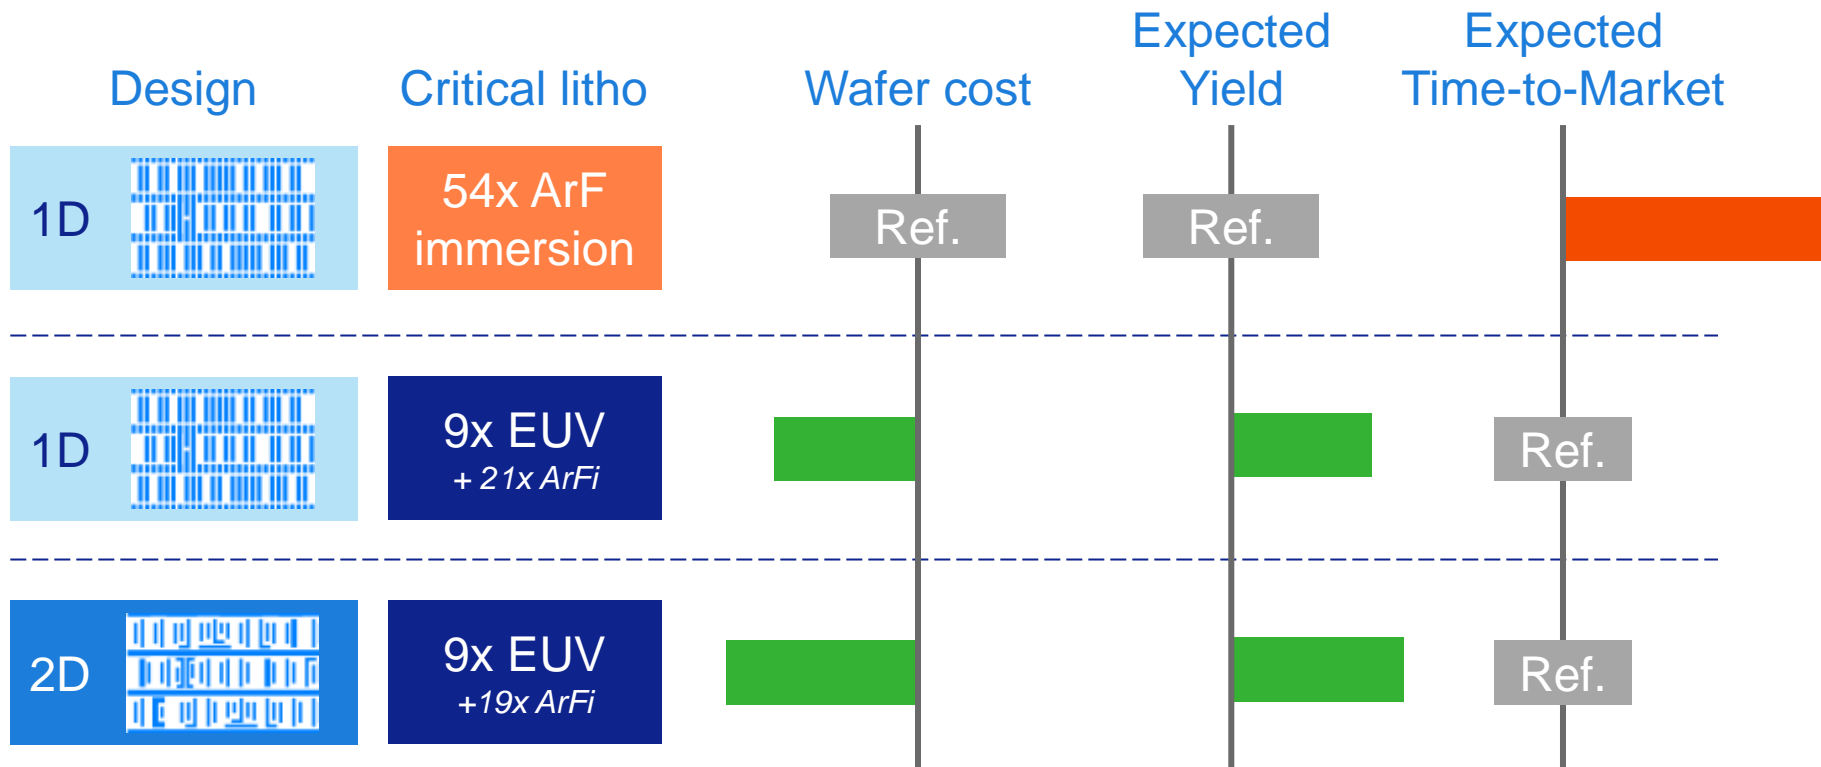 Design
Critical litho
Wafer cost
Expected
Yield
Expected
Time-to-Market
1D
54x ArF
immersion
Ref.
Ref.
1D
9x EUV
+ 21x ArFi
Ref.
2D
9x EUV
+19x ArFi
Ref.